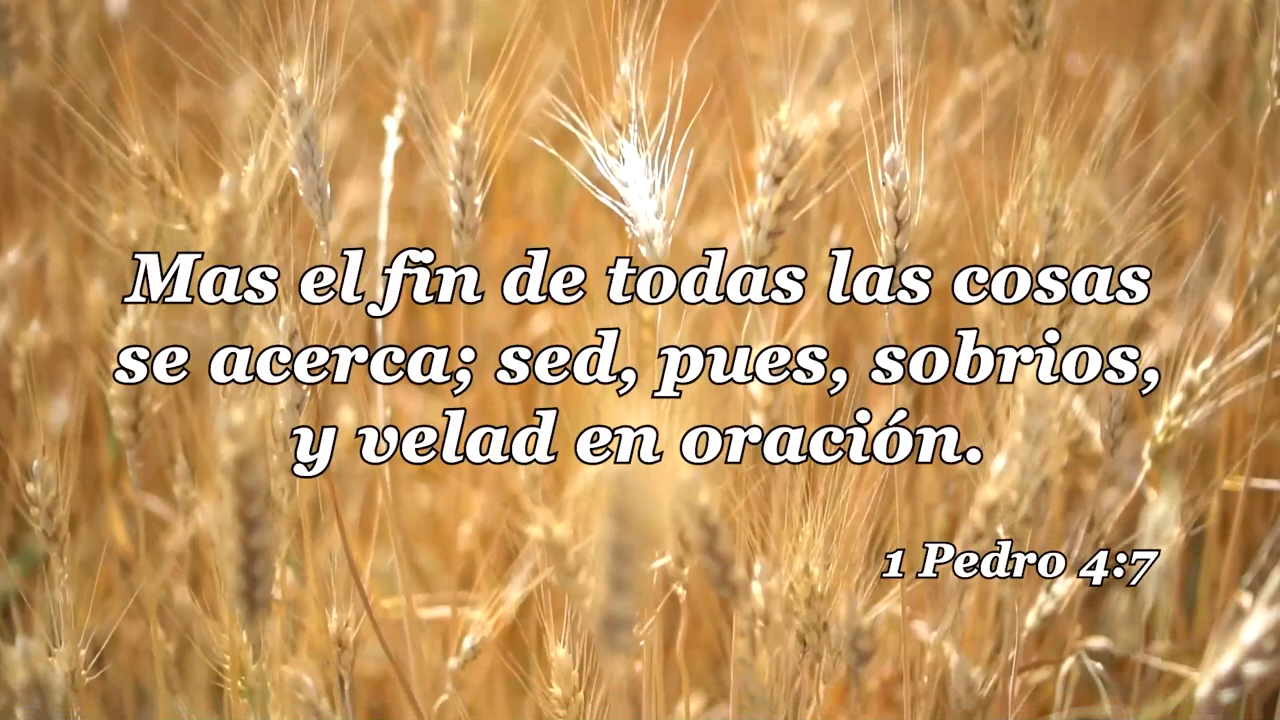 Mas el fin de todas las cosas
se acerca; sed, pues, sobrios,
y velad en oración.
1 Pedro 4:7